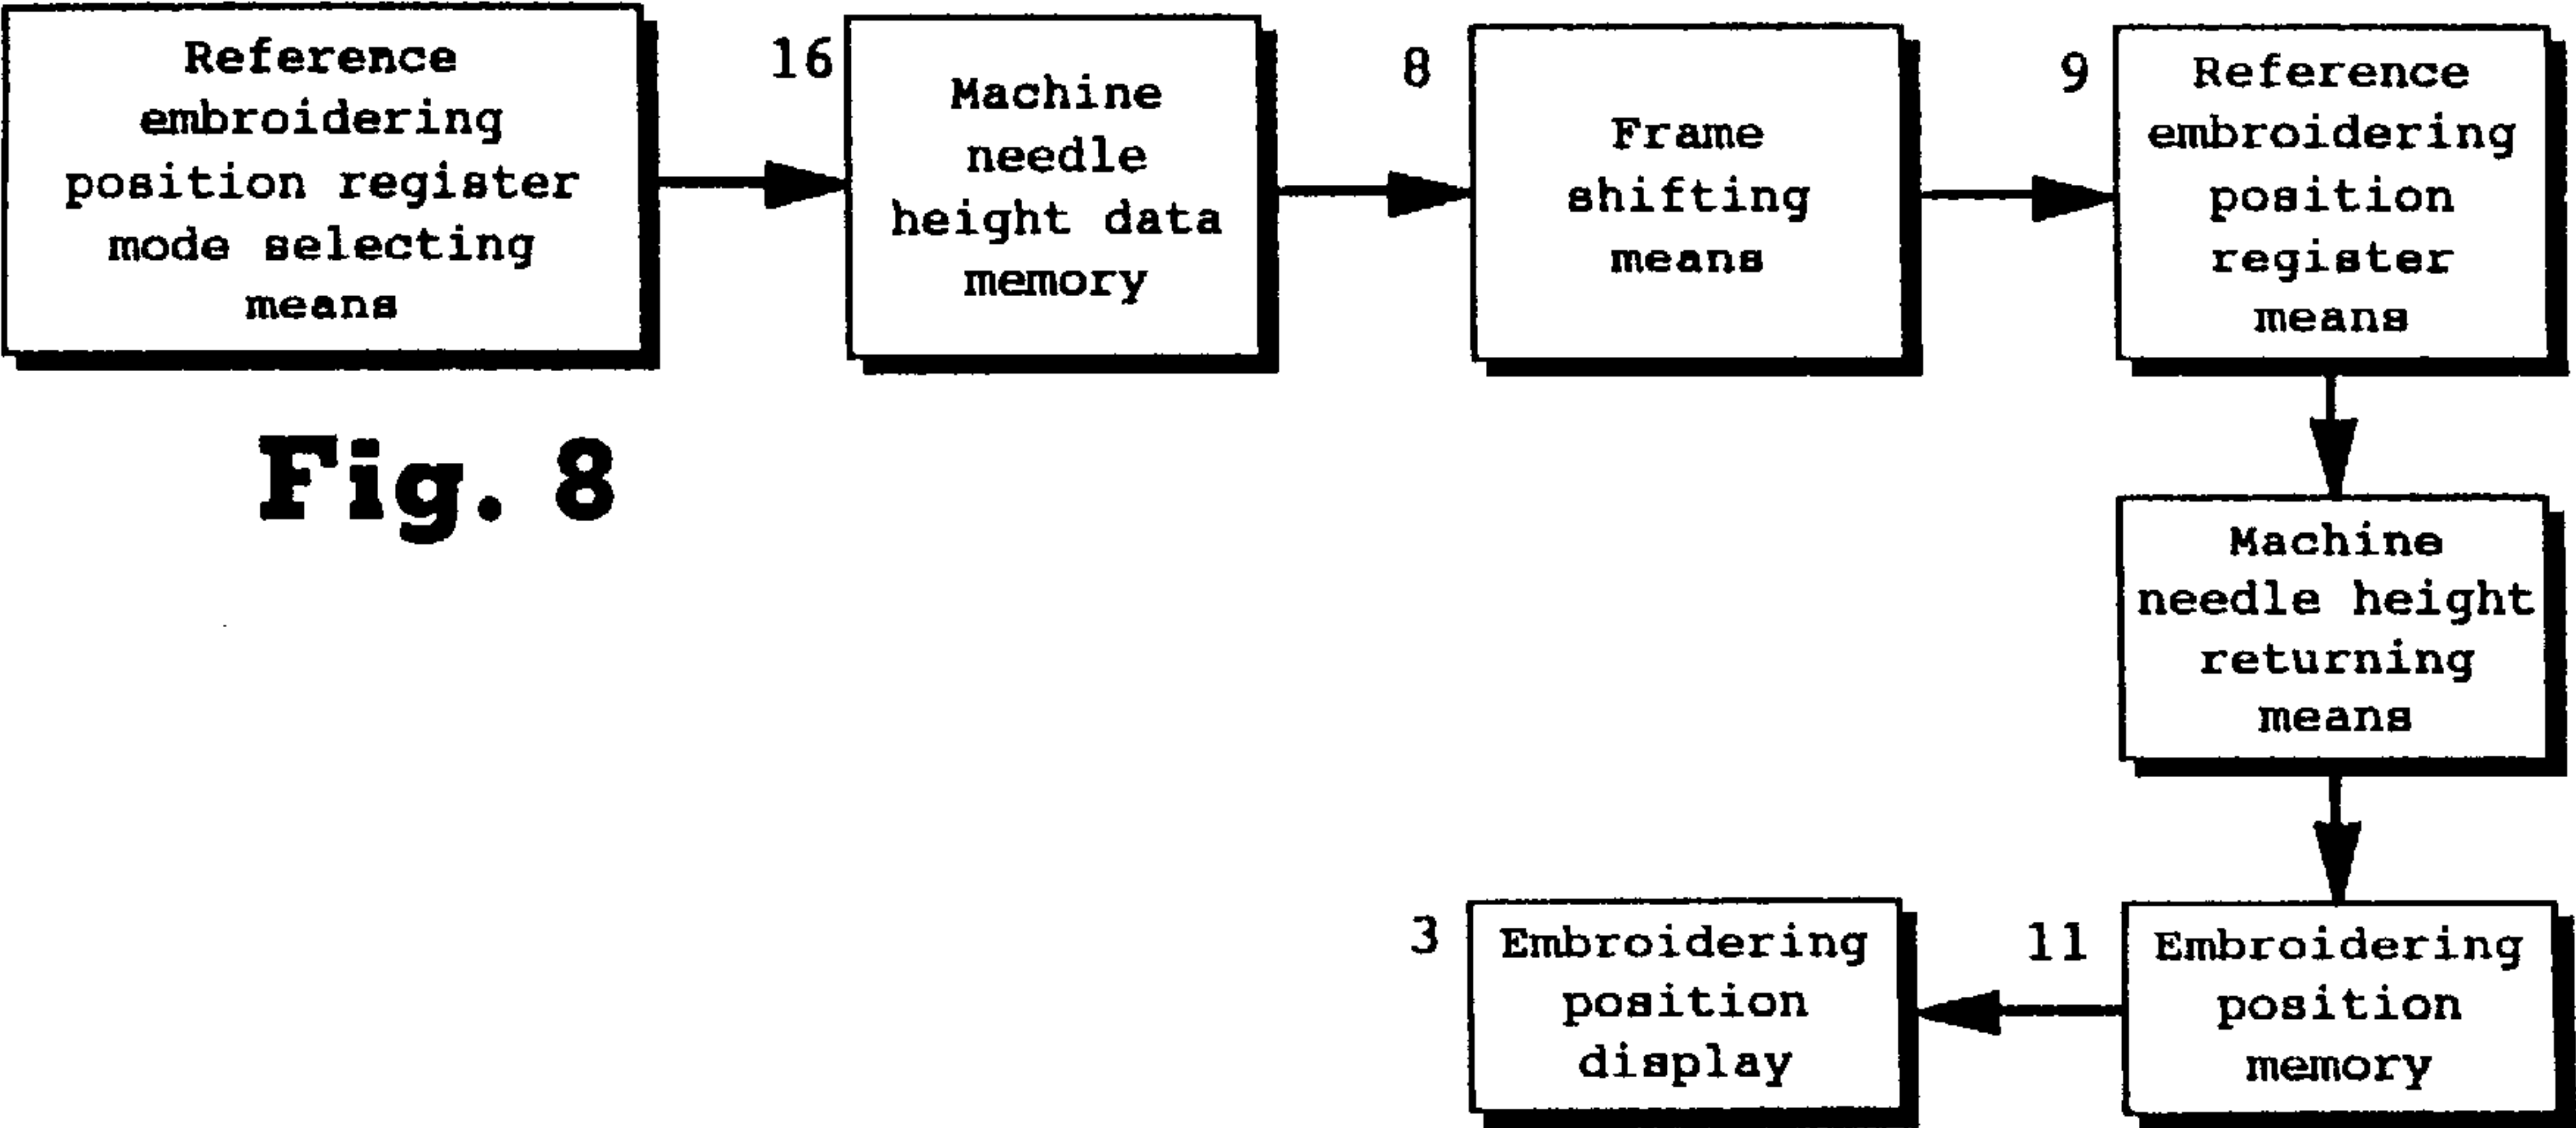 Reference
embroidering
position register
mode selecting
means
16
Machine
needle
height data
memory
8
Frame
shifting
means
9
Reference
embroidering
position
register
means
Fig. 8
Machine
needle height
returning
means
3
Embroidering
position
display
11
Embroidering
position
memory